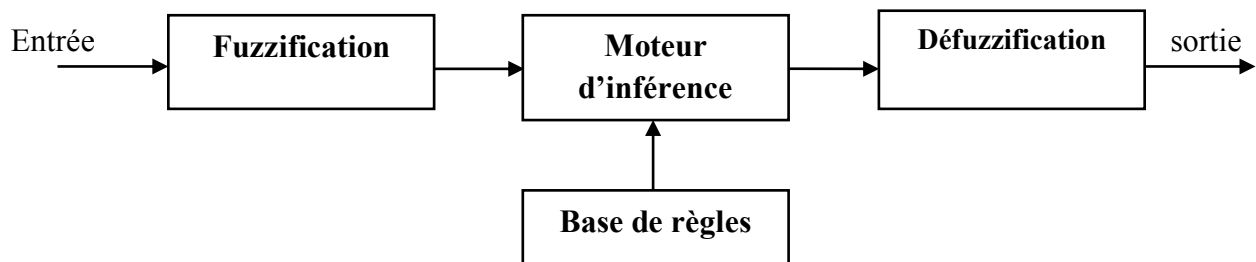 Entrée
Fuzzification
Moteur
d’inférence
Défuzzification
sortie
Base de règles